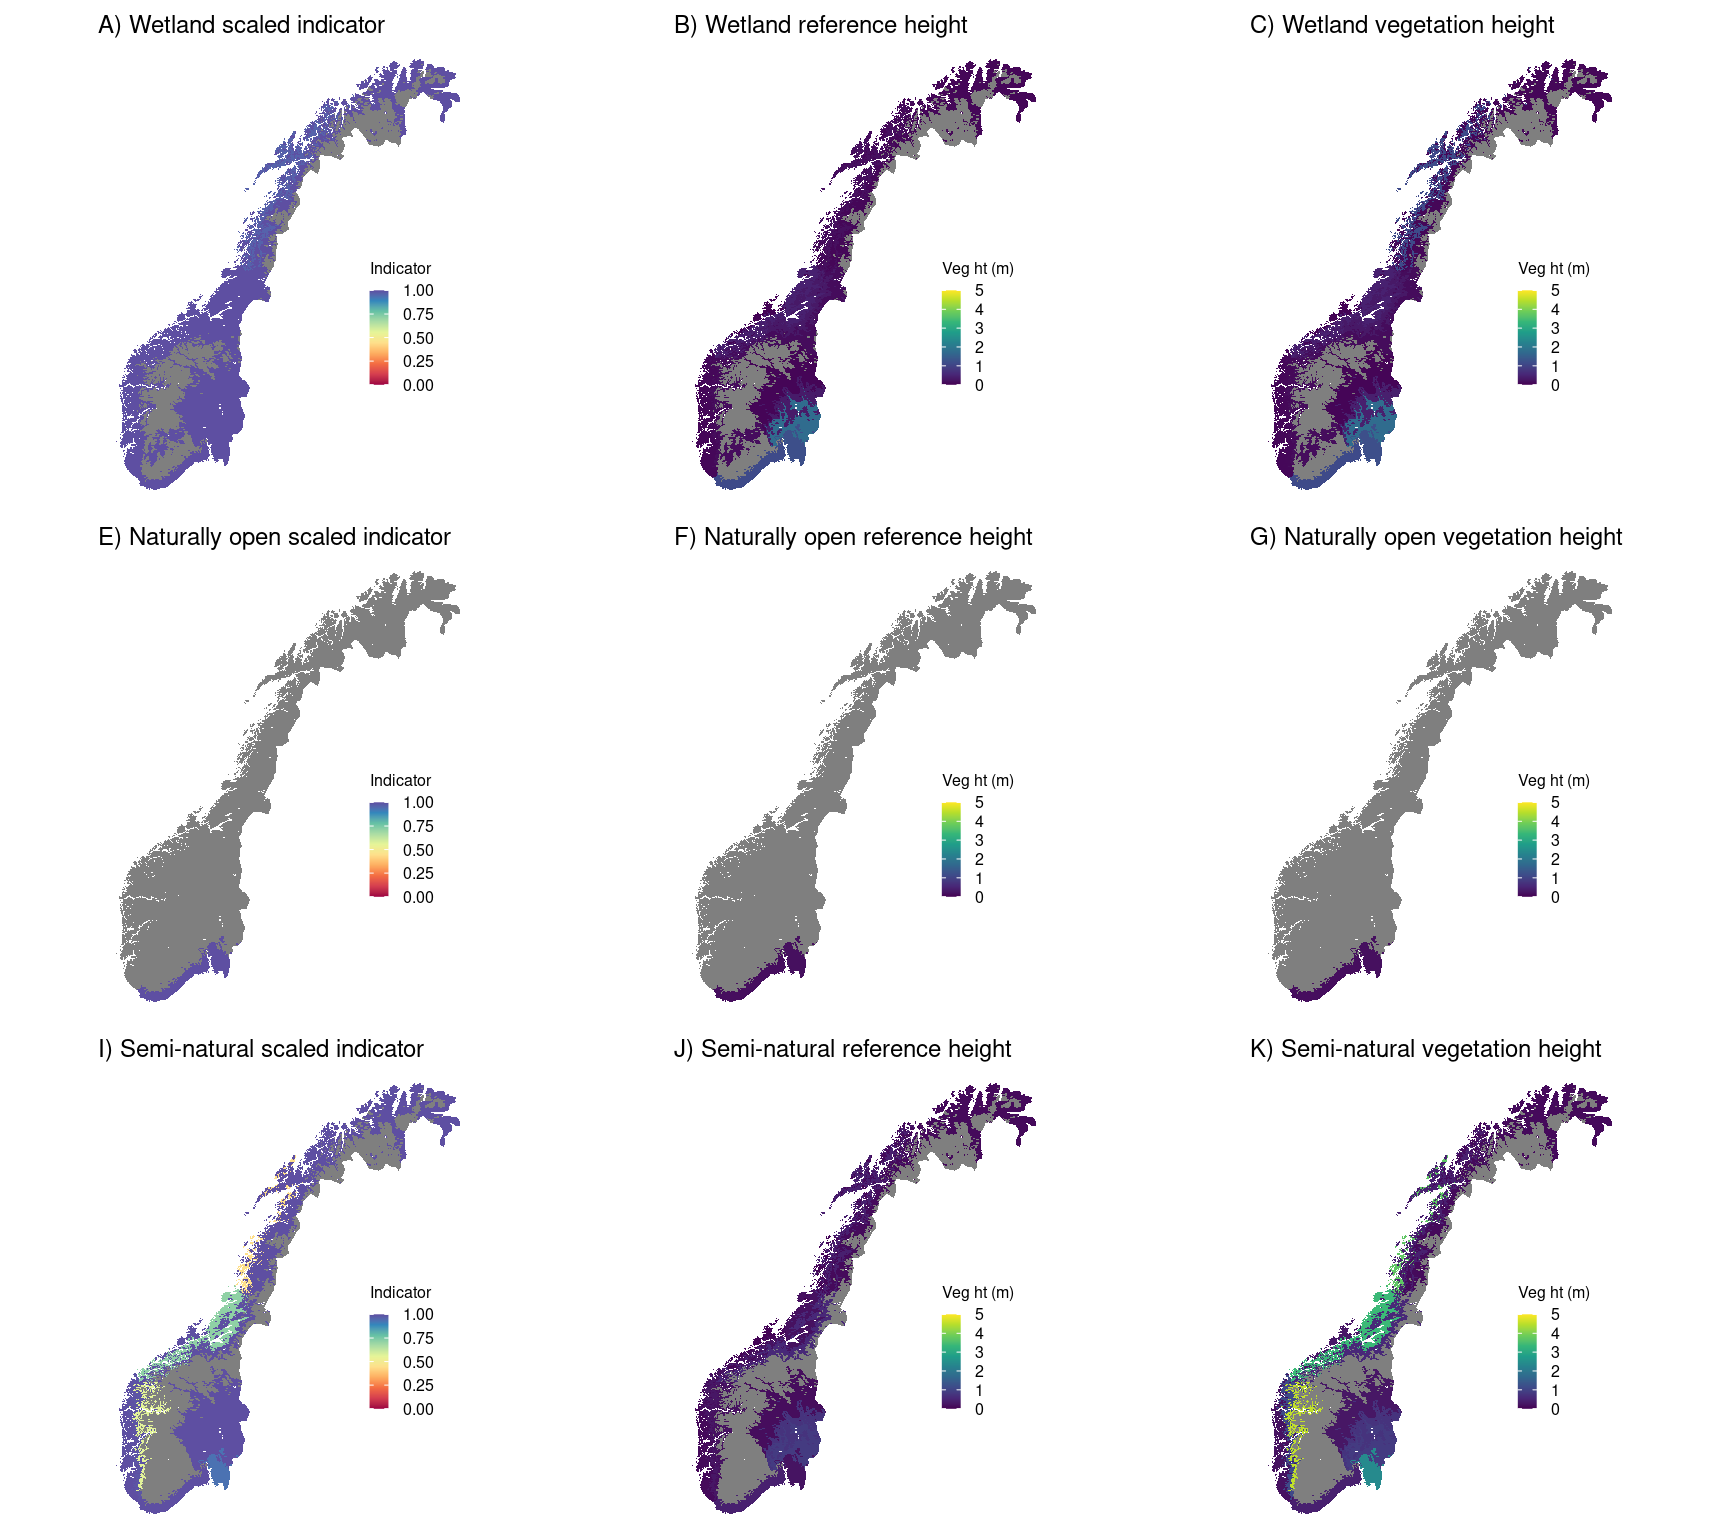 A) Wetland scaled indicator
B) Wetland reference height
C) Wetland vegetation height
Indicator
1.00
0.75
0.50
0.25
0.00
Veg ht (m)
5
4
3
2
1
0
Veg ht (m)
5
4
3
2
1
0
E) Naturally open scaled indicator
F) Naturally open reference height
G) Naturally open vegetation height
Indicator
1.00
0.75
0.50
0.25
0.00
Veg ht (m)
5
4
3
2
1
0
Veg ht (m)
5
4
3
2
1
0
I) Semi-natural scaled indicator
J) Semi-natural reference height
K) Semi-natural vegetation height
Indicator
1.00
0.75
0.50
0.25
0.00
Veg ht (m)
5
4
3
2
1
0
Veg ht (m)
5
4
3
2
1
0